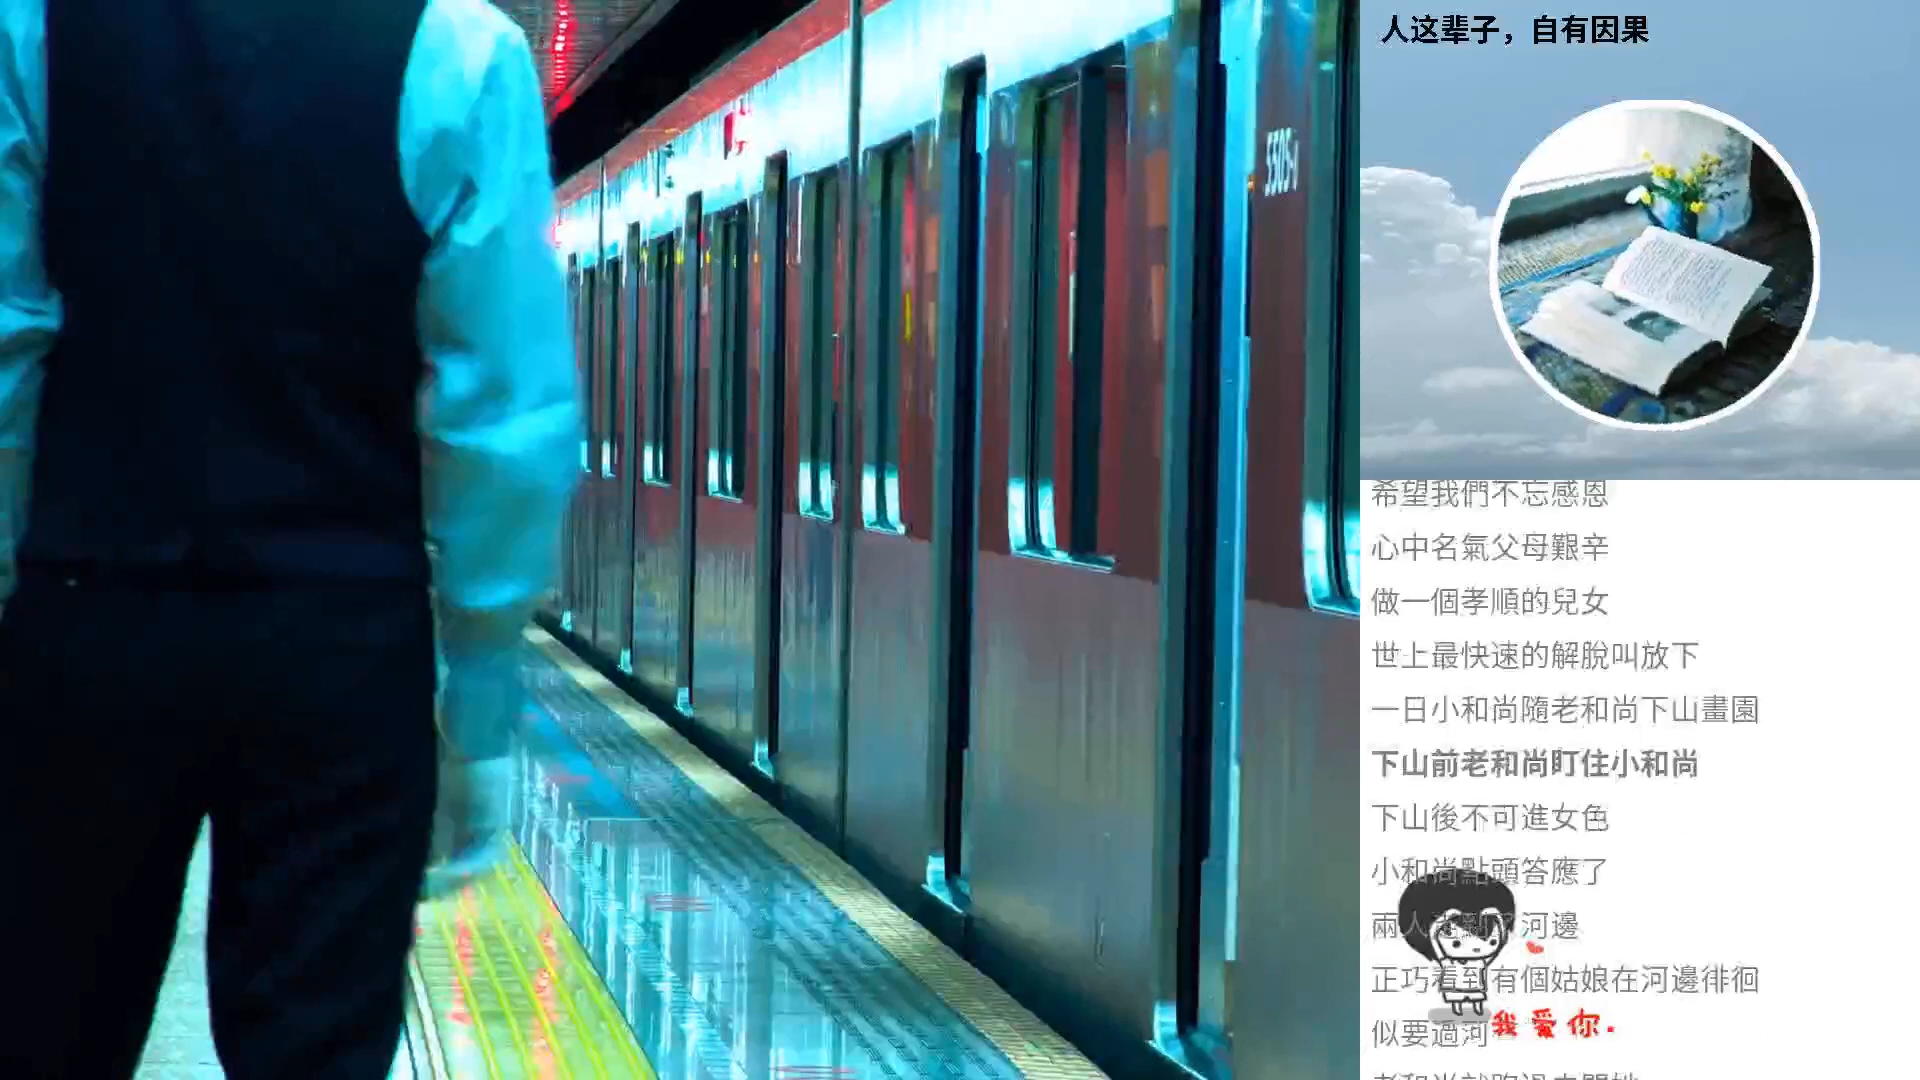 人这辈子，自有因果
5505-1
希望我們不忘感恩
心中名氣父母艱辛
做一個孝順的兒女
世上最快速的解脫叫放下
一日小和尚隨老和尚下山畫園
下山前老和尚盯住小和尚
下山後不可進女色
小和尚點頭答應了
兩人走到了河邊
正巧看到有個姑娘在河邊徘徊
似要過河
我爱你.